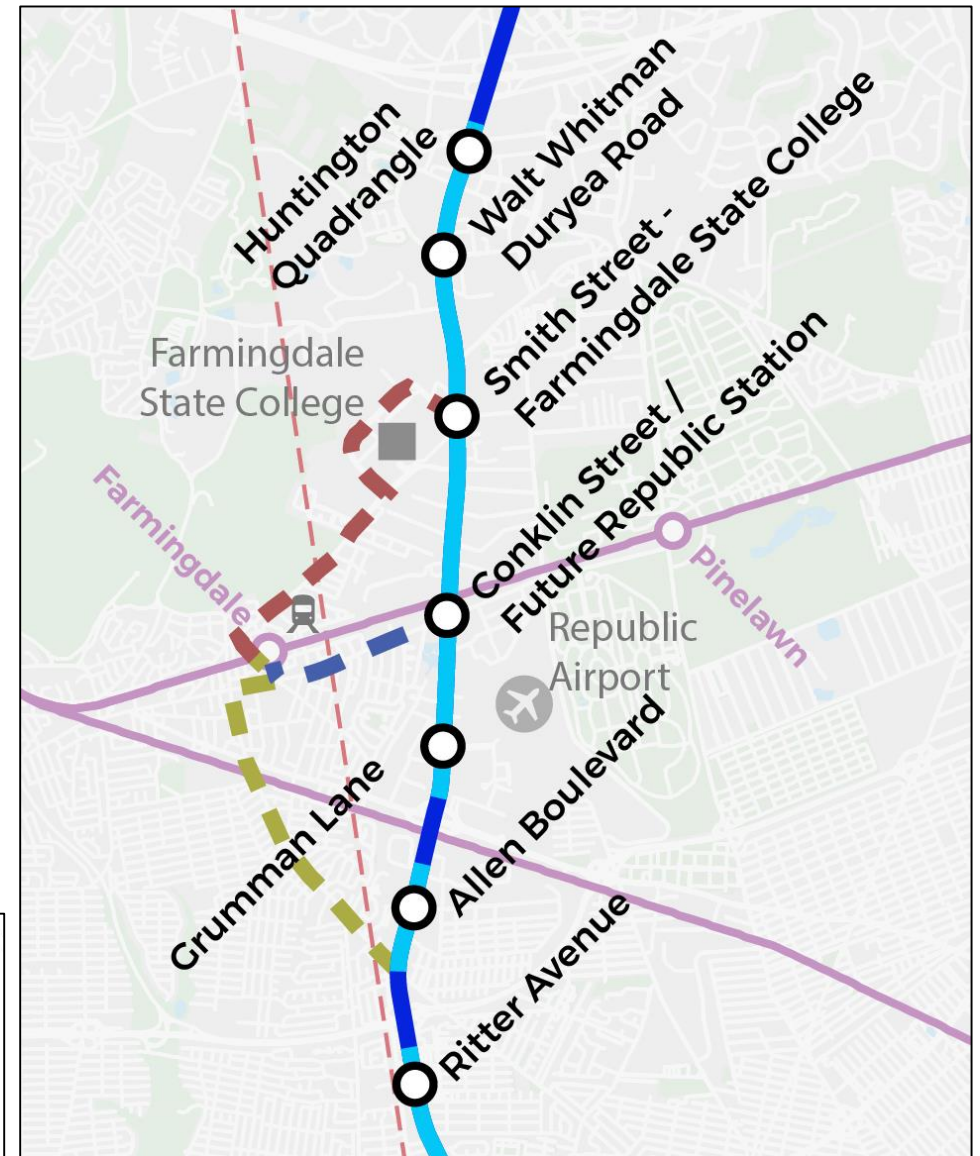 Huntington
Quadrangle
Walt Whitman
Duryea Road
Smith Street -
Farmingdale State College
Farmingdale
State College
Conklin Street /
Future Republic Station
Farmingdale
Pinelawn
Republic
Airport
Grumman Lane
Allen Boulevard
Ritter Avenue